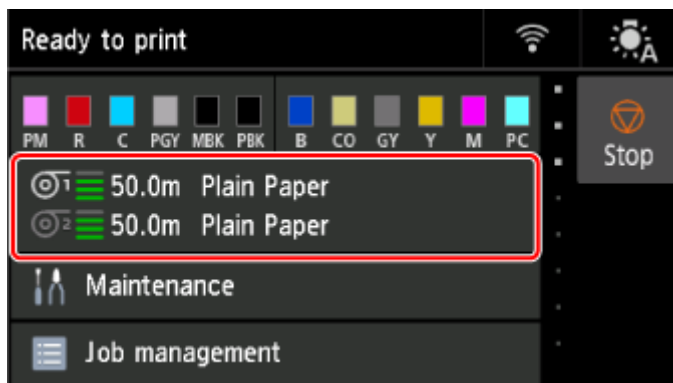 Ready to print
A
PM R C PGY MBK PBK B CO GY Y M PC
Stop
1 50.0m Plain Paper
2 50.0m Plain Paper
Maintenance
Job management